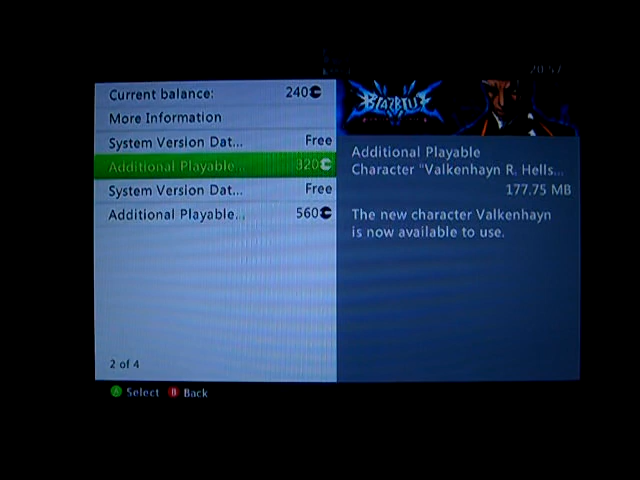 20:57
Current balance: 240
More Information
System Version Dat... Free
Additional Playable... 320
System Version Dat... Free
Additional Playable... 560
2 of 4
BLAZBLUE
Additional Playable
Character "Valkenhayn R. Hells...
177.75 MB
The new character Valkenhayn
is now available to use.
A Select B Back